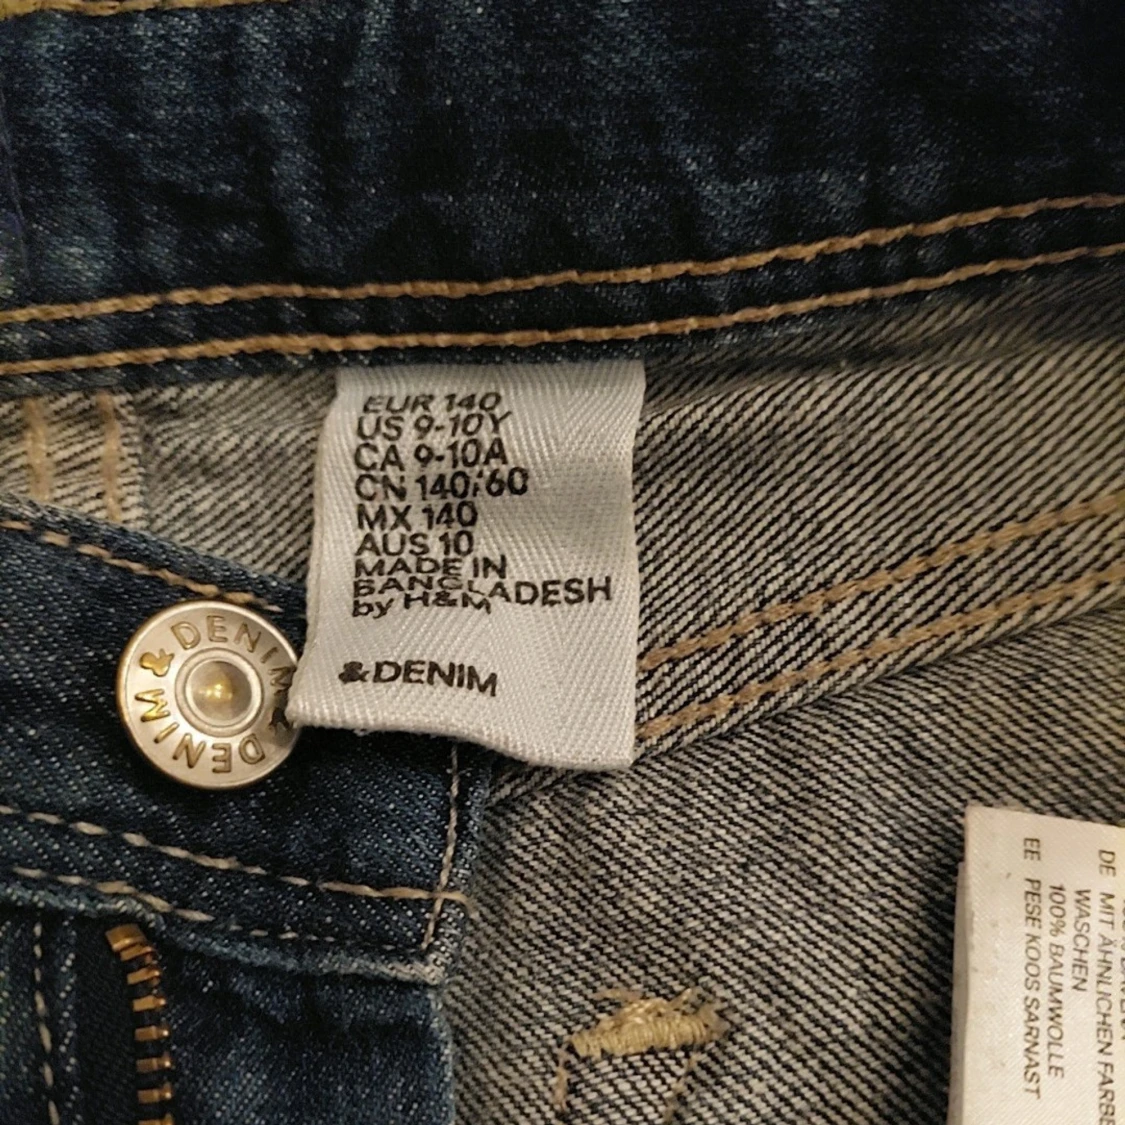 EUR 140
US 9-10Y
CA 9-10A
CN 140/60
MX 140
AUS 10
MADE IN
BANGLADESH
by H&M
&DENIM
DENIM & DENIM &
DE MIT ÄHNLICHEN FARBE
WASCHEN
100% BAUMWOLLE
EE PESE KOOS SARNAST